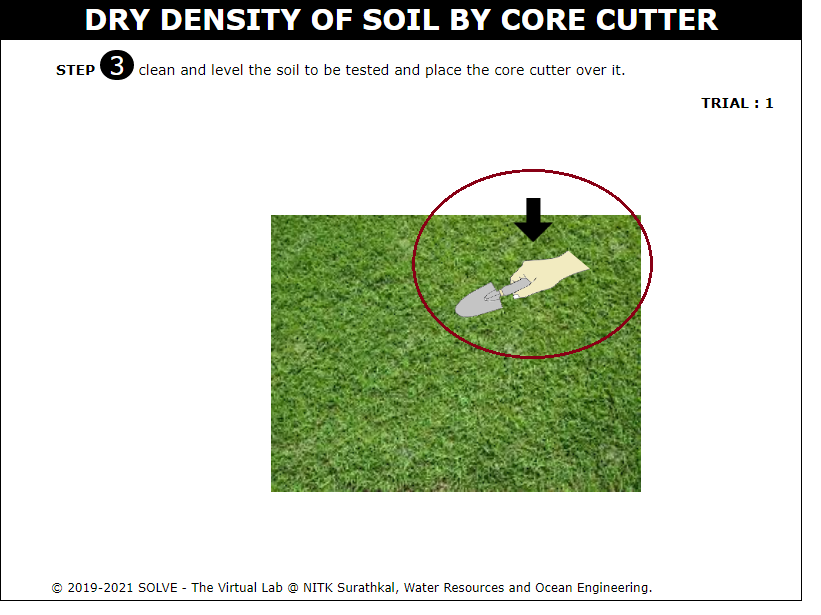 DRY DENSITY OF SOIL BY CORE CUTTER
STEP 3 clean and level the soil to be tested and place the core cutter over it.
TRIAL : 1
© 2019-2021 SOLVE - The Virtual Lab @ NITK Surathkal, Water Resources and Ocean Engineering.